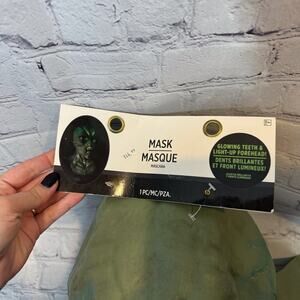 MASK
MASQUE
MÁSCARA
1 PC/MC/PZA.
GLOWING TEETH &
LIGHT-UP FOREHEAD!
DENTS BRILLANTES
ET FRONT LUMINEUX!